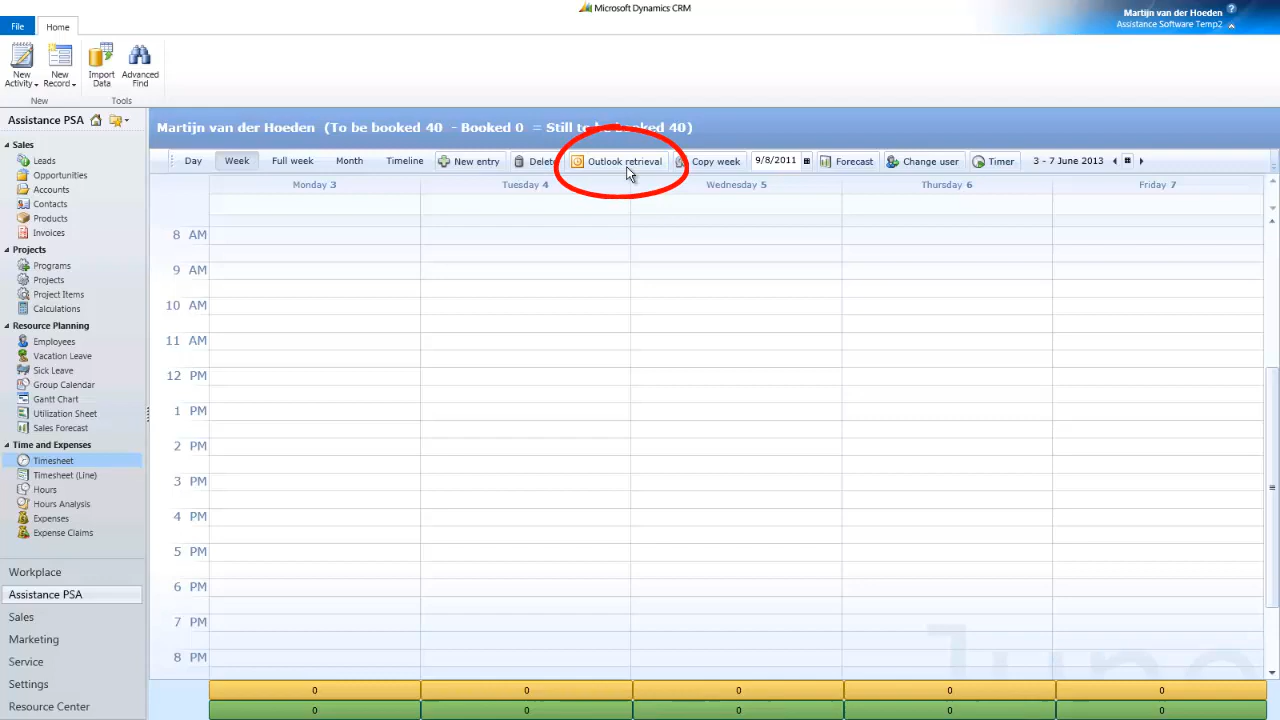 Microsoft Dynamics CRM
Martijn van der Hoeden
Assistance Software Temp2
File Home
New Activity
New Record
Import Data
Advanced Find
New Tools
Assistance PSA
Sales
Leads
Opportunities
Accounts
Contacts
Products
Invoices
Projects
Programs
Projects
Project Items
Calculations
Resource Planning
Employees
Vacation Leave
Sick Leave
Group Calendar
Gantt Chart
Utilization Sheet
Sales Forecast
Time and Expenses
Timesheet
Timesheet (Line)
Hours
Hours Analysis
Expenses
Expense Claims
Workplace
Assistance PSA
Sales
Marketing
Service
Settings
Resource Center
Martijn van der Hoeden (To be booked 40 - Booked 0 = Still to be booked 40)
Day Week Full week Month Timeline New entry Delete Outlook retrieval Copy week 9/8/2011 Forecast Change user Timer 3 - 7 June 2013
Monday 3 Tuesday 4 Wednesday 5 Thursday 6 Friday 7
8 AM
9 AM
10 AM
11 AM
12 PM
1 PM
2 PM
3 PM
4 PM
5 PM
6 PM
7 PM
8 PM
June
0 0 0 0 0
0 0 0 0 0